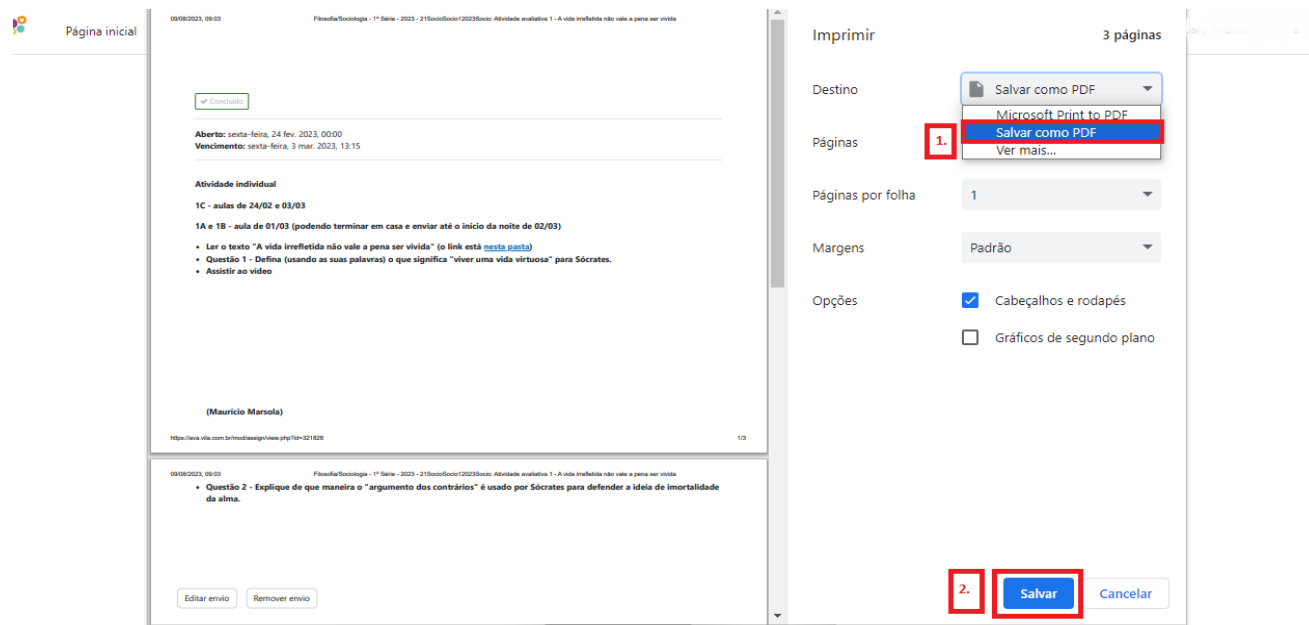 Página inicial
09/08/2023, 09:03 Filosofia/Sociologia - 1ª Série - 2023 - 21SocioSocio12023Socio: Atividade avaliativa 1 - A vida irrefletida não vale a pena ser vivida
Concluído
Aberto: sexta-feira, 24 fev. 2023, 00:00
Vencimento: sexta-feira, 3 mar. 2023, 13:15
Atividade individual
1C - aulas de 24/02 e 03/03
1A e 1B - aula de 01/03 (podendo terminar em casa e enviar até o início da noite de 02/03)
• Ler o texto "A vida irrefletida não vale a pena ser vivida" (o link está nesta pasta)
• Questão 1 - Defina (usando as suas palavras) o que significa "viver uma vida virtuosa" para Sócrates.
• Assistir ao vídeo
(Maurício Marsola)
https://ava.vila.com.br/mod/assign/view.php?id=321828 1/3
09/08/2023, 09:03 Filosofia/Sociologia - 1ª Série - 2023 - 21SocioSocio12023Socio: Atividade avaliativa 1 - A vida irrefletida não vale a pena ser vivida
• Questão 2 - Explique de que maneira o "argumento dos contrários" é usado por Sócrates para defender a ideia de imortalidade
da alma.
Editar envio Remover envio
Imprimir 3 páginas
Destino Salvar como PDF
Microsoft Print to PDF
Páginas 1. Salvar como PDF
Ver mais...
Páginas por folha 1
Margens Padrão
Opções Cabeçalhos e rodapés
Gráficos de segundo plano
2. Salvar Cancelar